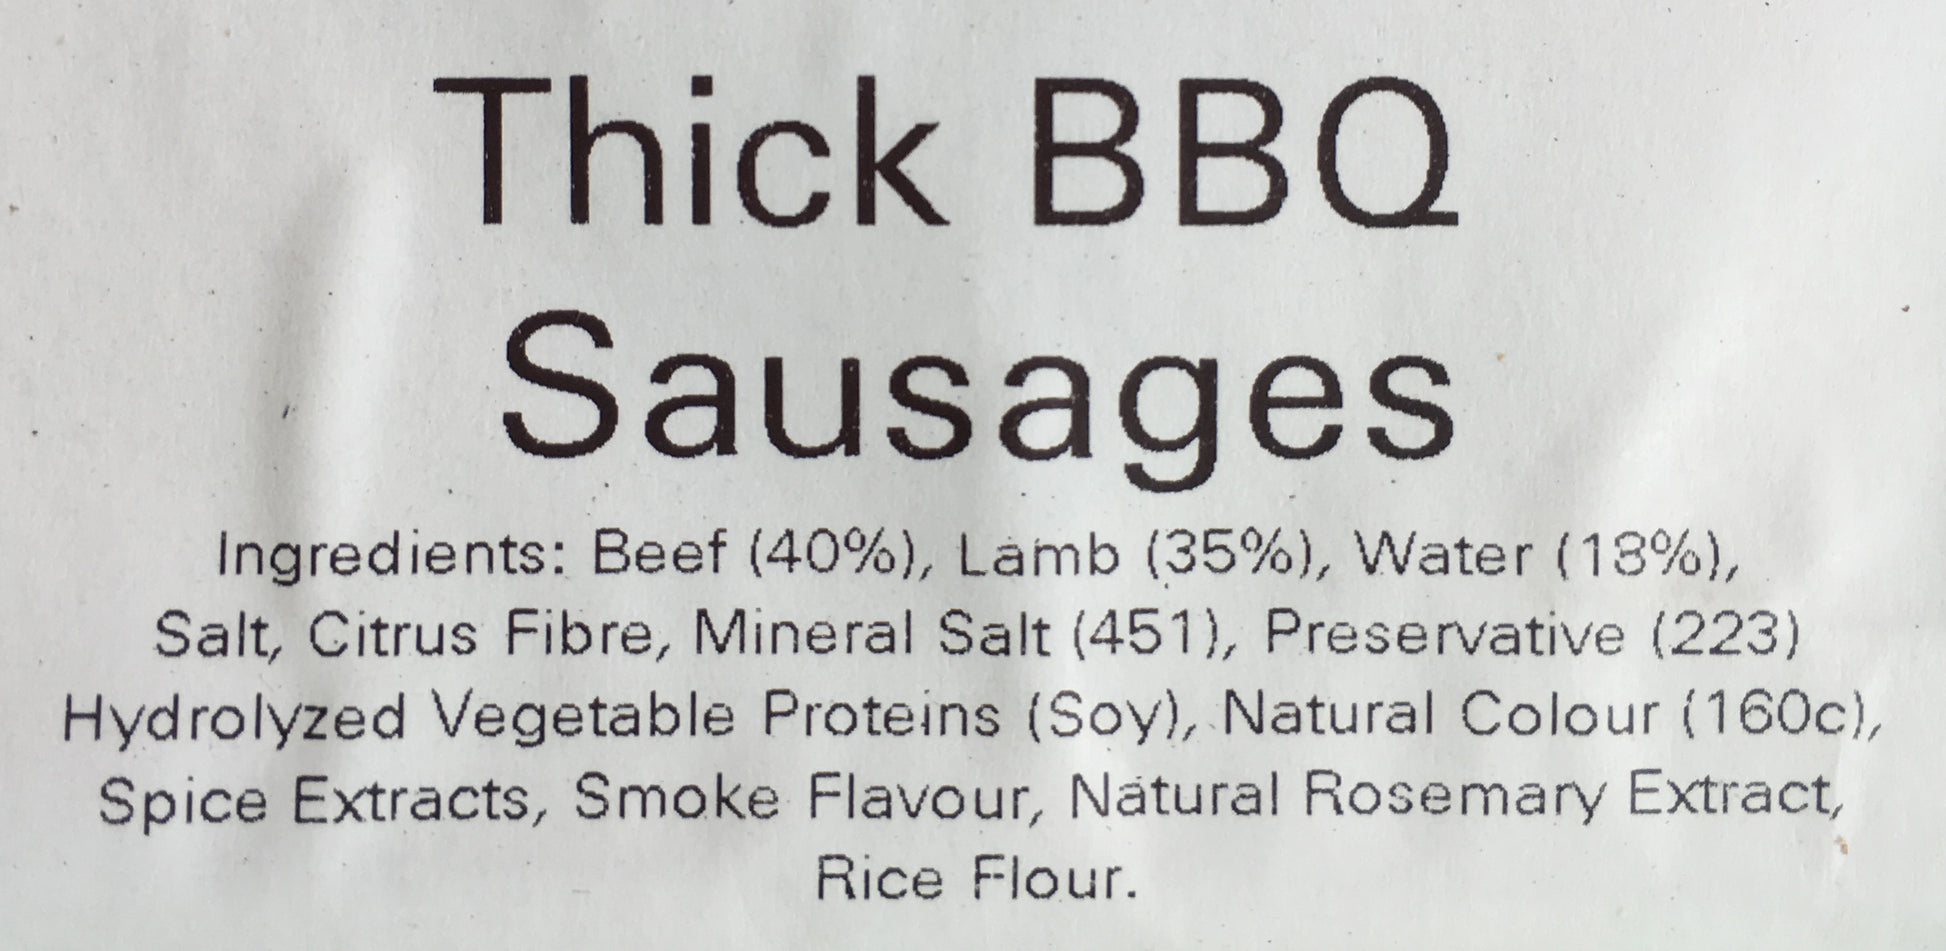 Thick BBQ
Sausages
Ingredients: Beef (40%), Lamb (35%), Water (18%),
Salt, Citrus Fibre, Mineral Salt (451), Preservative (223)
Hydrolyzed Vegetable Proteins (Soy), Natural Colour (160c),
Spice Extracts, Smoke Flavour, Natural Rosemary Extract,
Rice Flour.